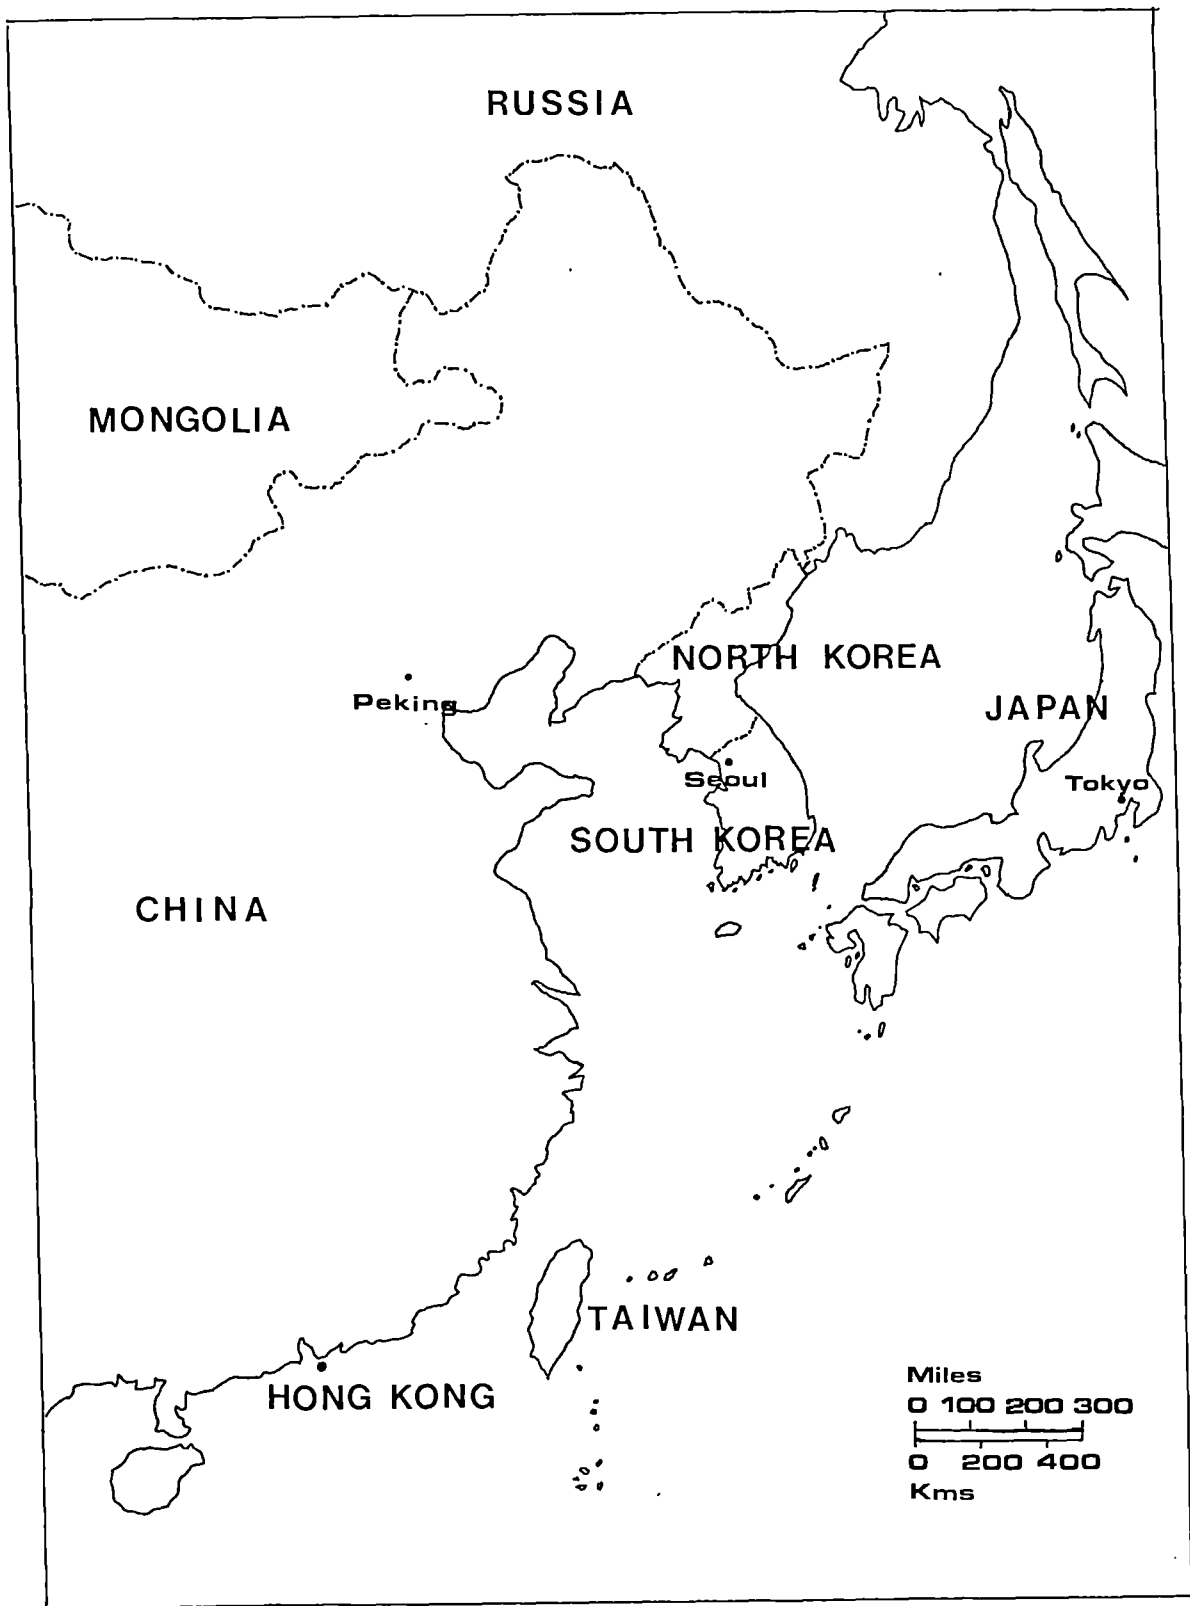 RUSSIA
MONGOLIA
NORTH KOREA
Peking
JAPAN
Seoul
Tokyo
SOUTH KOREA
CHINA
TAIWAN
HONG KONG
Miles
0 100 200 300
0 200 400
Kms